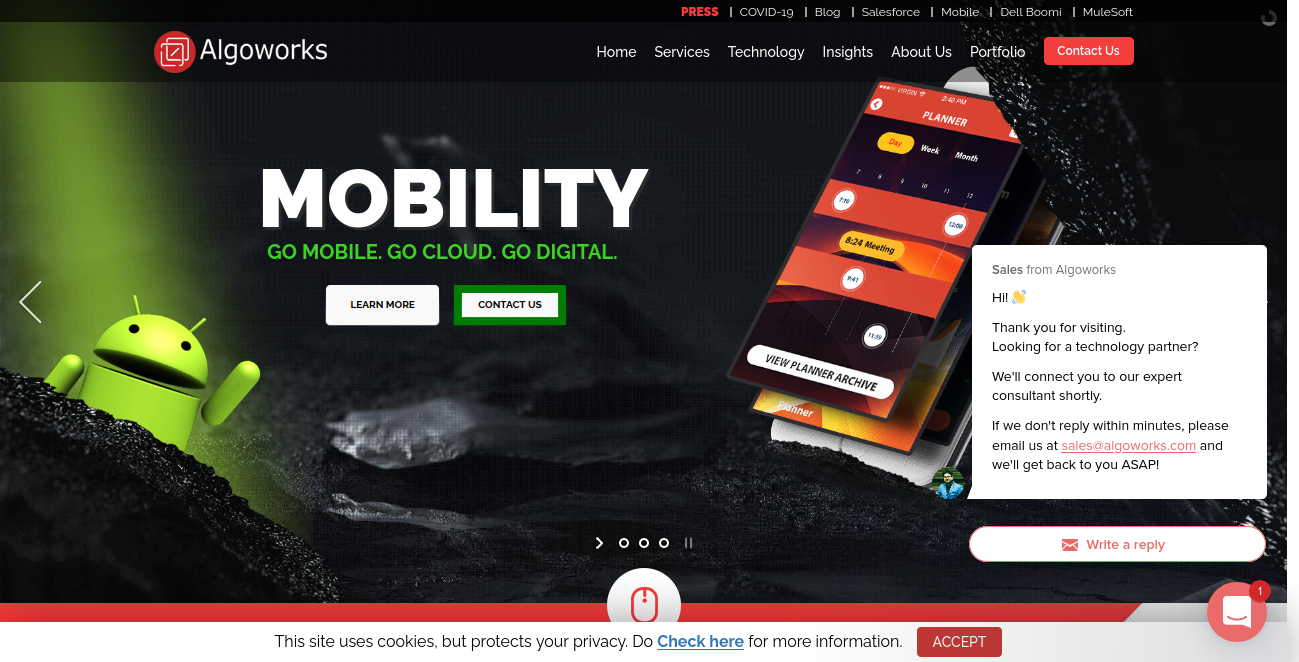 PRESS | COVID-19 | Blog | Salesforce | Mobile | Dell Boomi | MuleSoft
Algoworks
Home Services Technology Insights About Us Portfolio Contact Us
VIRGIN 2:40 PM
PLANNER
Day Week Month
7 8 9 10 11 12
7:30
12:00
8:24 Meeting
9:41
11:59
VIEW PLANNER ARCHIVE
Planner
MOBILITY
GO MOBILE. GO CLOUD. GO DIGITAL.
LEARN MORE CONTACT US
Sales from Algoworks
Hi! 👋
Thank you for visiting.
Looking for a technology partner?
We'll connect you to our expert
consultant shortly.
If we don't reply within minutes, please
email us at sales@algoworks.com and
we'll get back to you ASAP!
Write a reply
1
This site uses cookies, but protects your privacy. Do Check here for more information. ACCEPT